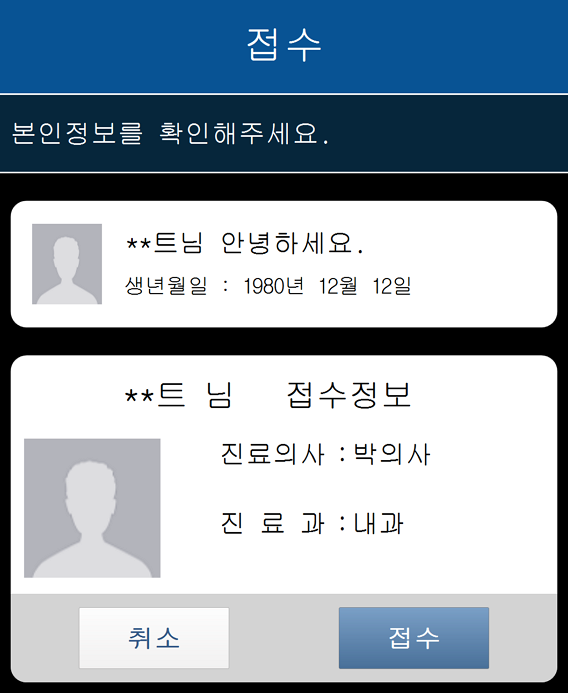 접수
본인정보를 확인해주세요.
**트님 안녕하세요.
생년월일 : 1980년 12월 12일
**트 님 접수정보
진료의사 : 박의사
진 료 과 : 내과
취소 접수